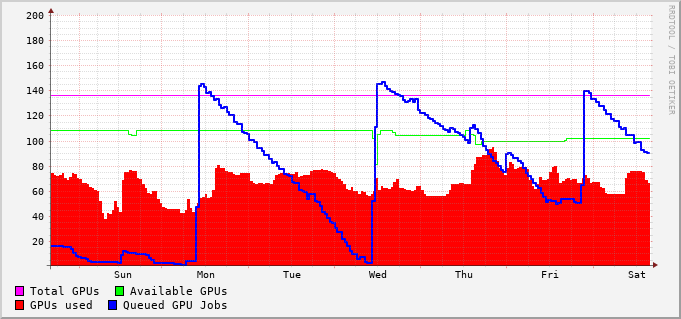 200
180
160
140
120
100
80
60
40
20
Sun Mon Tue Wed Thu Fri Sat
Total GPUs Available GPUs
GPUs used Queued GPU Jobs
RRDTOOL / TOBI OETIKER